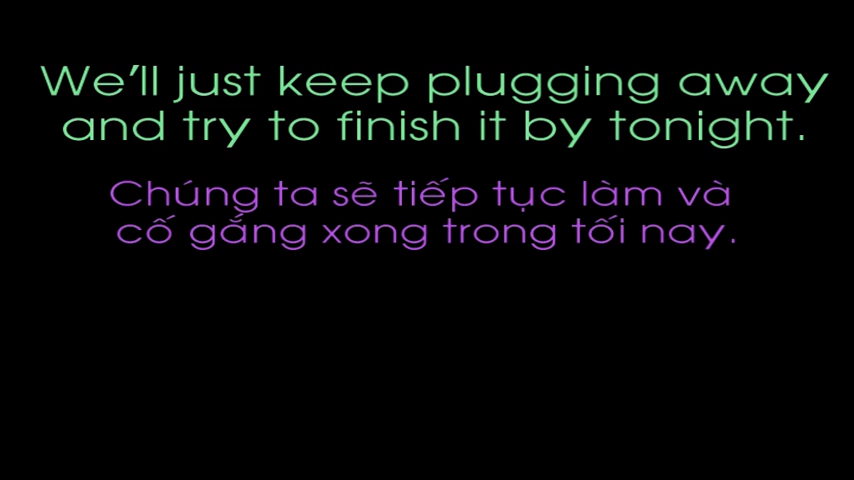 We'll just keep plugging away
and try to finish it by tonight.
Chúng ta sẽ tiếp tục làm và
cố gắng xong trong tối nay.